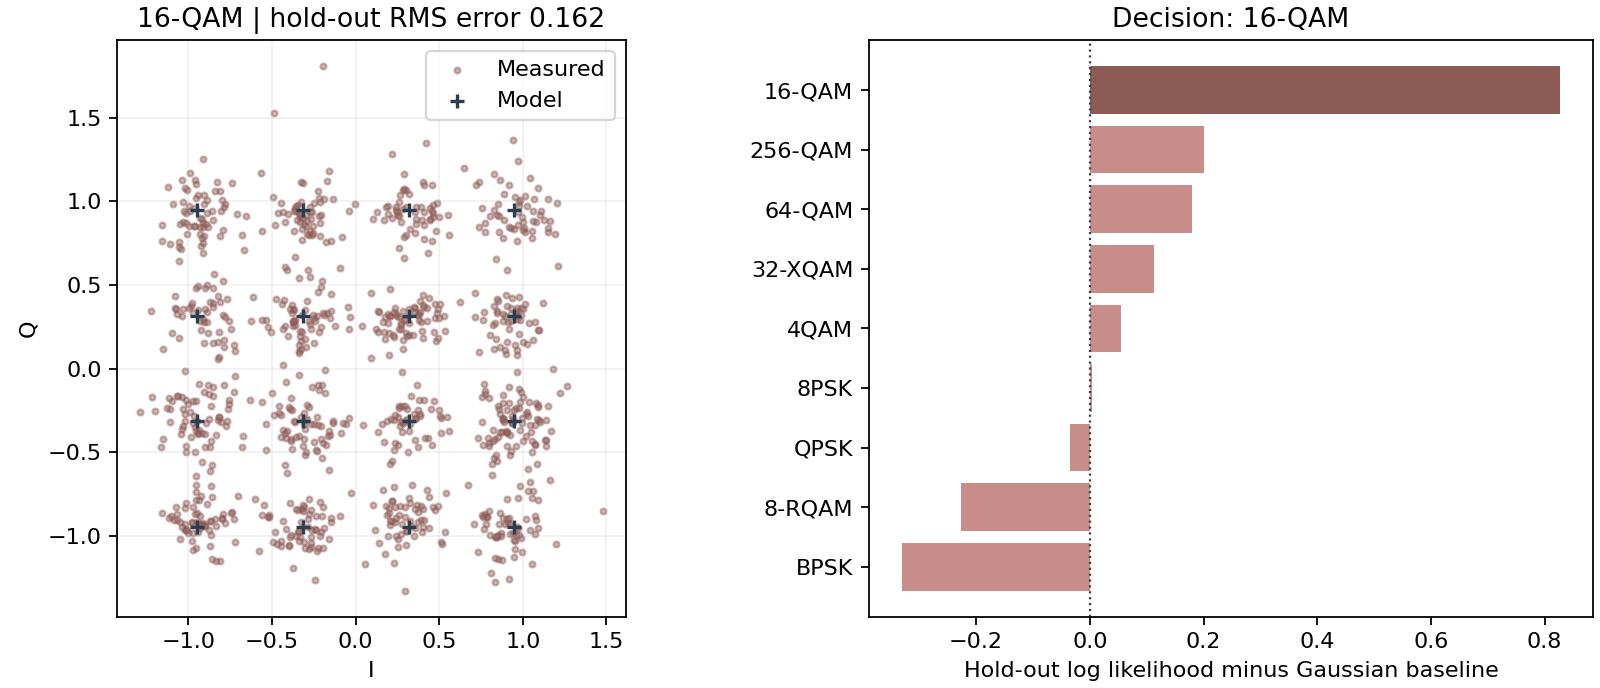 16-QAM | hold-out RMS error 0.162
Measured
Model
1.5
1.0
0.5
0.0
−0.5
−1.0
Q
−1.0
−0.5
0.0
0.5
1.0
1.5
I
Decision: 16-QAM
16-QAM
256-QAM
64-QAM
32-XQAM
4QAM
8PSK
QPSK
8-RQAM
BPSK
−0.2
0.0
0.2
0.4
0.6
0.8
Hold-out log likelihood minus Gaussian baseline